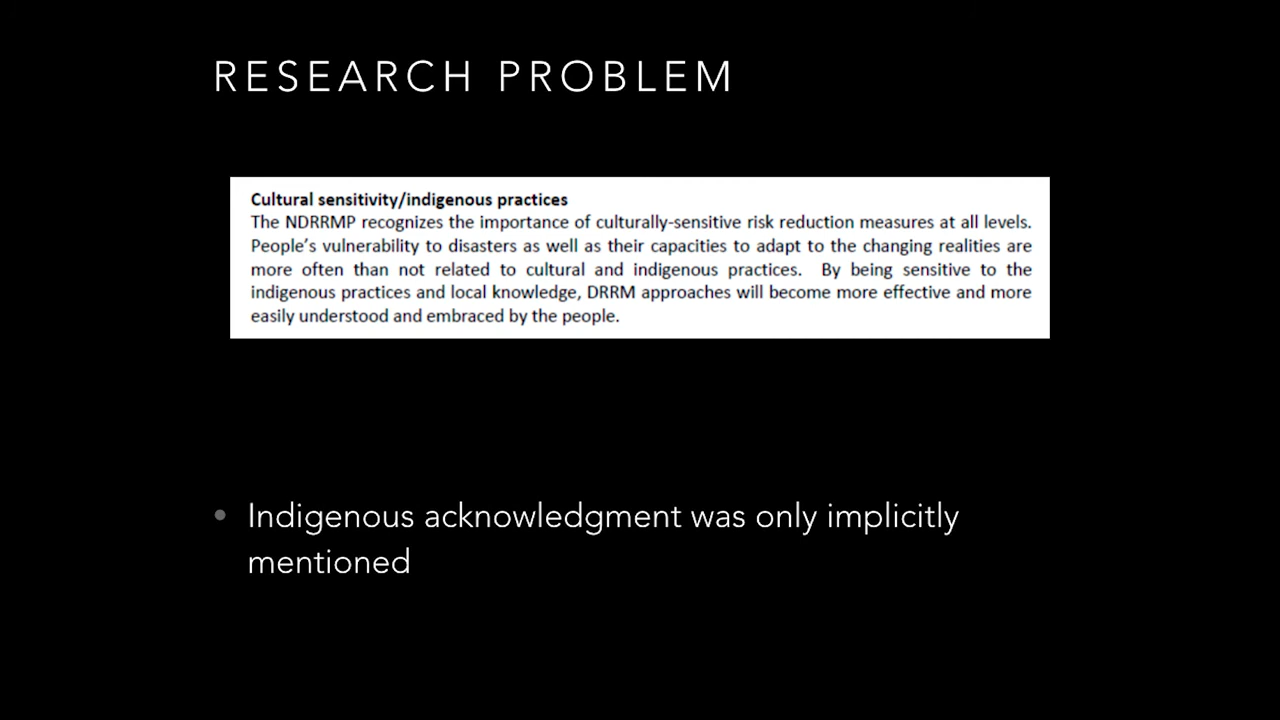 RESEARCH PROBLEM
Cultural sensitivity/indigenous practices
The NDRRMP recognizes the importance of culturally-sensitive risk reduction measures at all levels.
People's vulnerability to disasters as well as their capacities to adapt to the changing realities are
more often than not related to cultural and indigenous practices. By being sensitive to the
indigenous practices and local knowledge, DRRM approaches will become more effective and more
easily understood and embraced by the people.
• Indigenous acknowledgment was only implicitly
mentioned